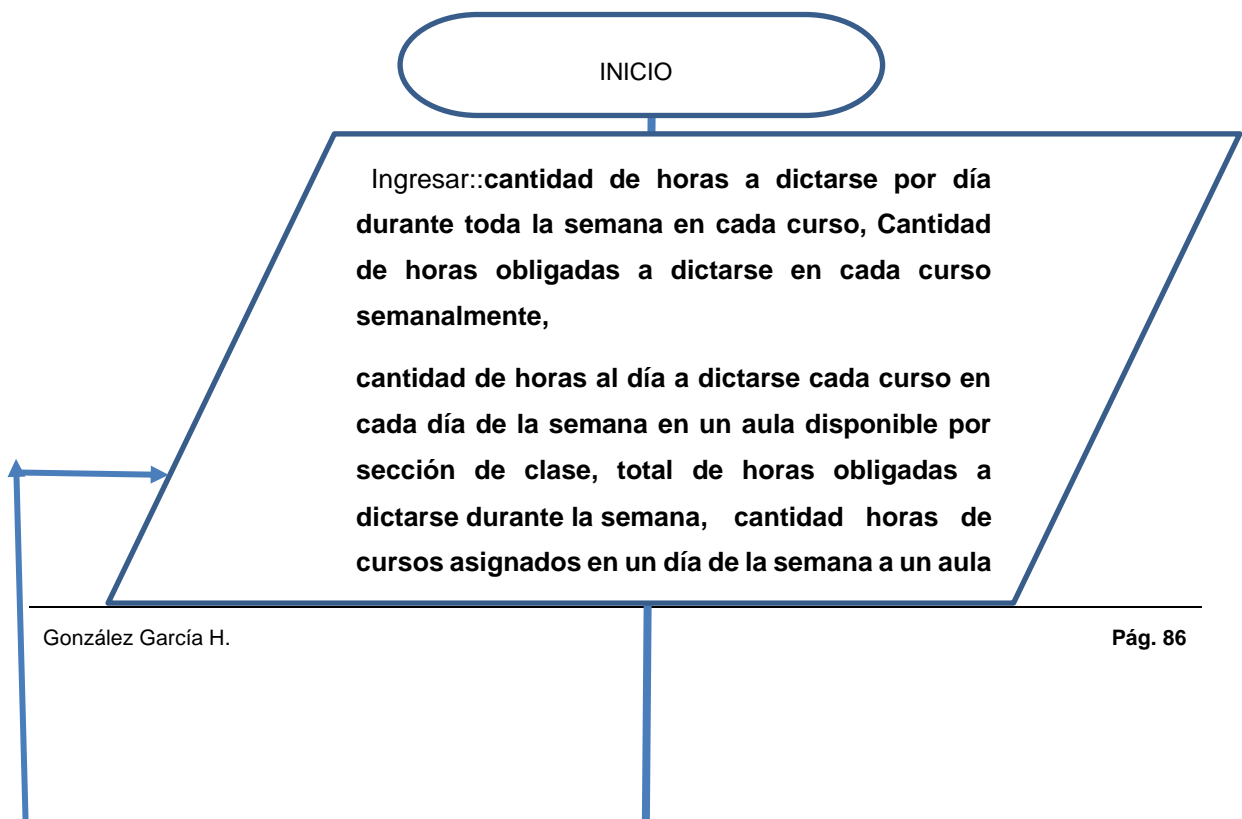 INICIO
Ingresar::cantidad de horas a dictarse por día
durante toda la semana en cada curso, Cantidad
de horas obligadas a dictarse en cada curso
semanalmente,
cantidad de horas al día a dictarse cada curso en
cada día de la semana en un aula disponible por
sección de clase, total de horas obligadas a
dictarse durante la semana, cantidad horas de
cursos asignados en un día de la semana a un aula
González García H.
Pág. 86